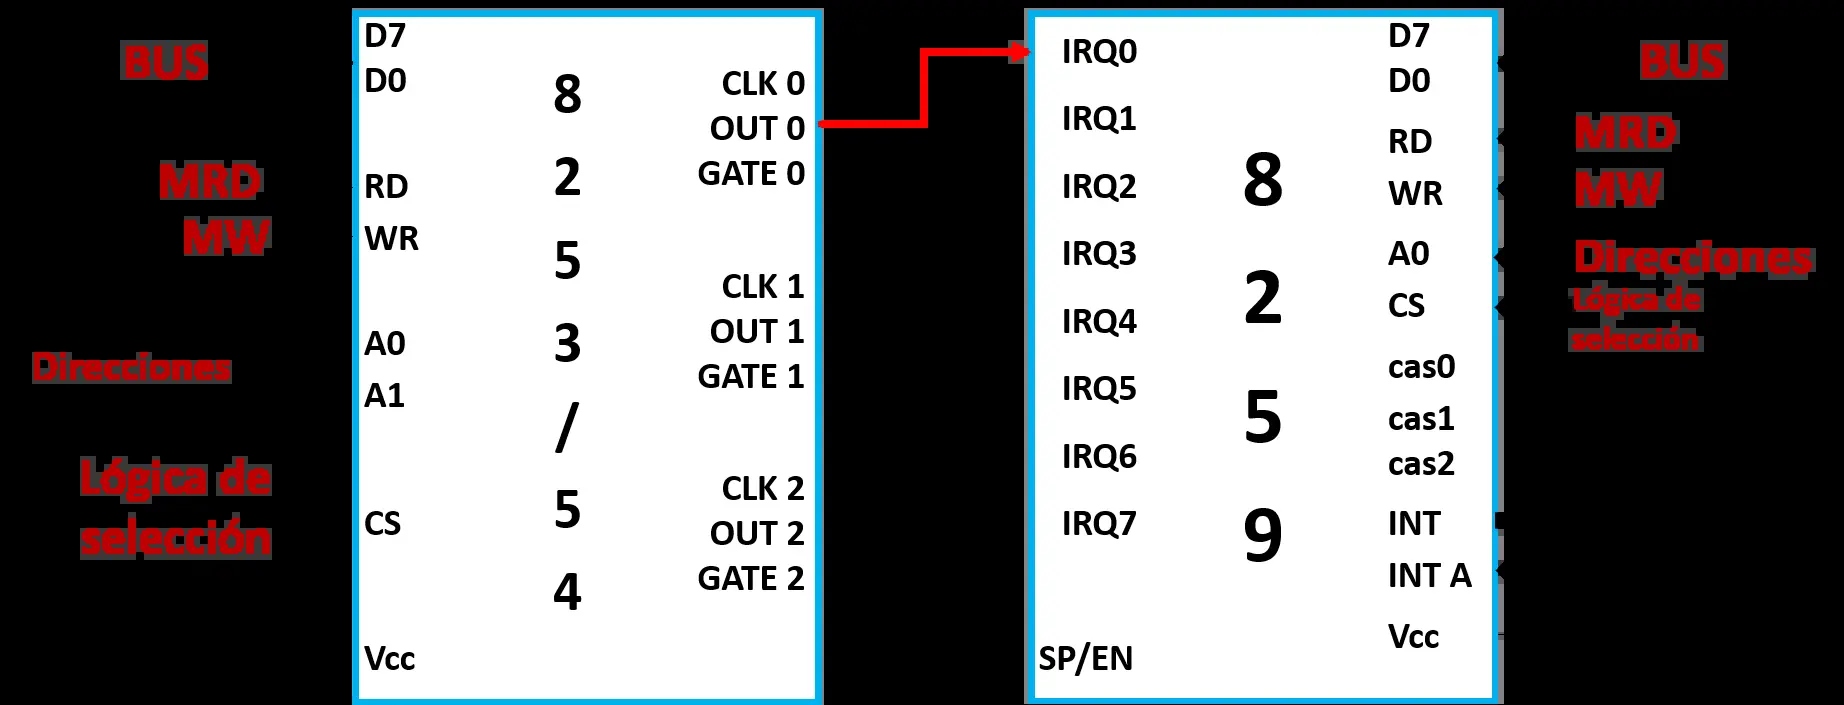 BUS
MRD
MW
Direcciones
Lógica de
selección
D7
D0
RD
WR
A0
A1
CS
Vcc
8
2
5
3
/
5
4
CLK 0
OUT 0
GATE 0
CLK 1
OUT 1
GATE 1
CLK 2
OUT 2
GATE 2
IRQ0
IRQ1
IRQ2
IRQ3
IRQ4
IRQ5
IRQ6
IRQ7
SP/EN
8
2
5
9
D7
D0
RD
WR
A0
CS
cas0
cas1
cas2
INT
INT A
Vcc
BUS
MRD
MW
Direcciones
Lógica de
selección